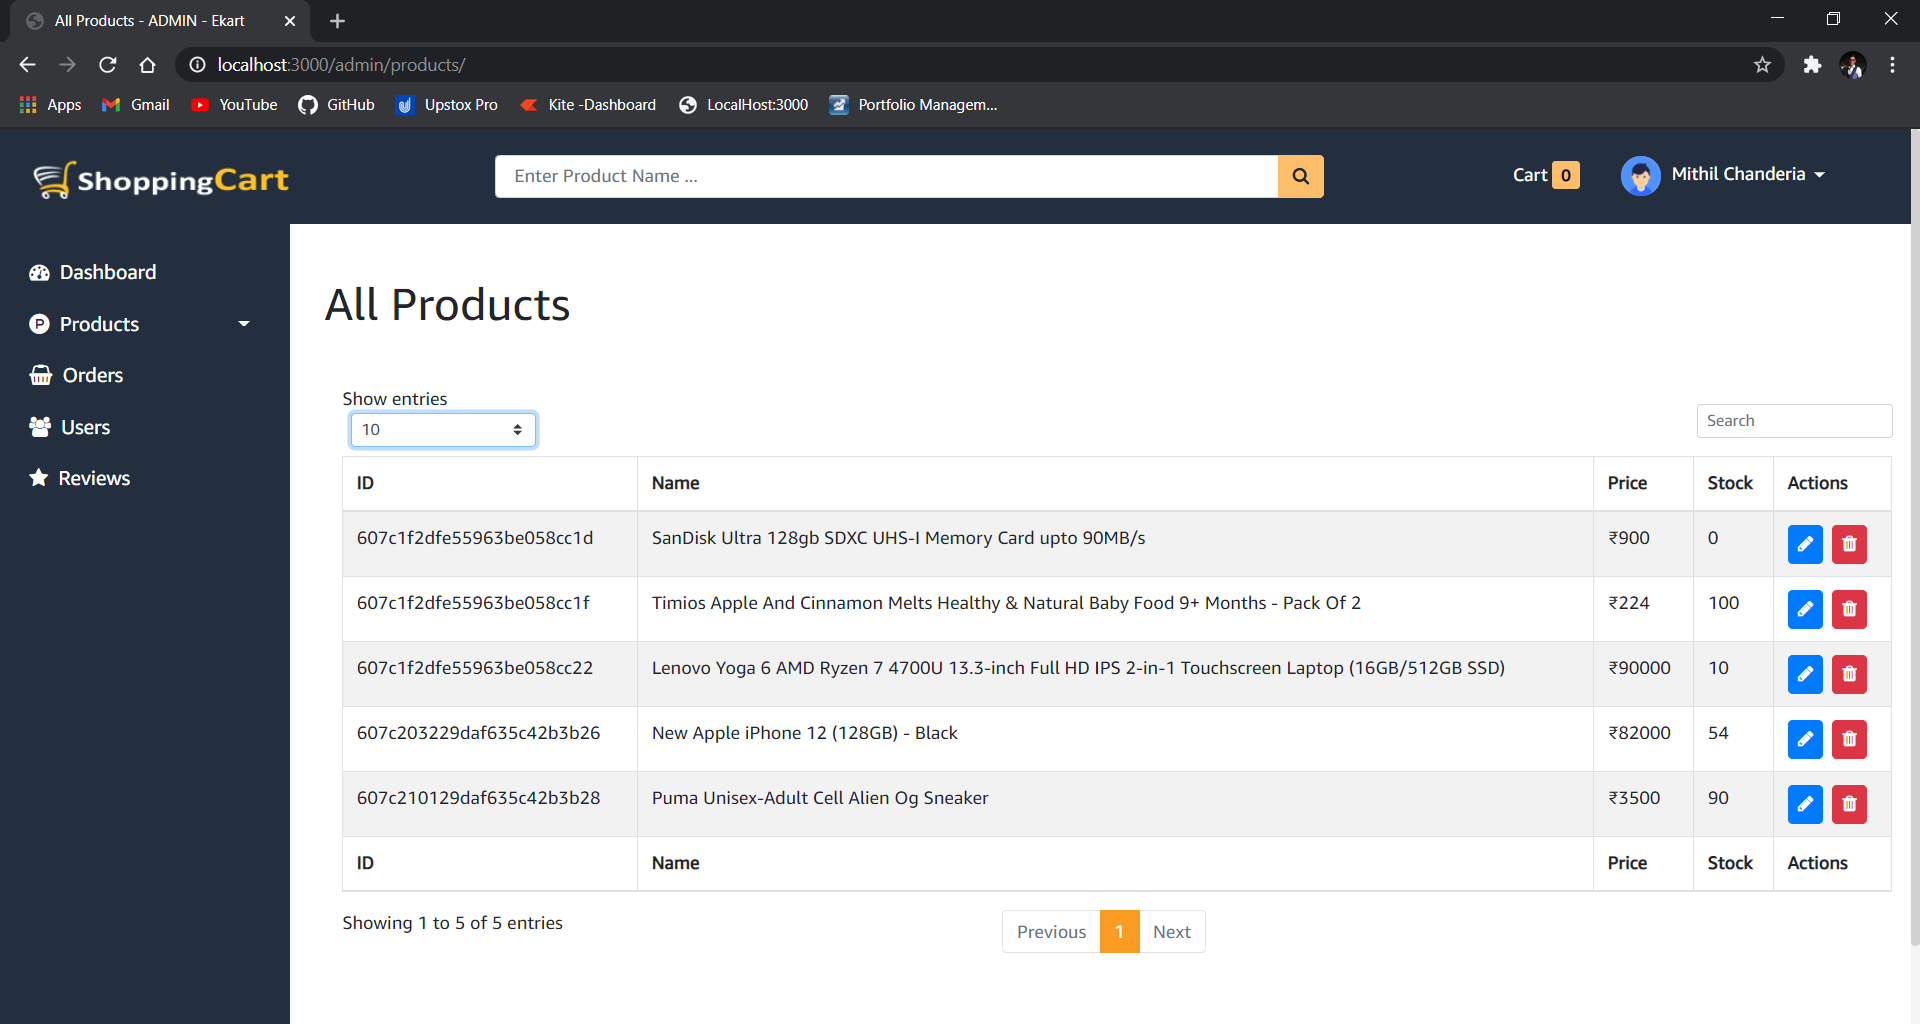 All Products - ADMIN - Ekart
localhost:3000/admin/products/
Apps Gmail YouTube GitHub Upstox Pro Kite -Dashboard LocalHost:3000 Portfolio Managem...
ShoppingCart Enter Product Name ... Cart 0 Mithil Chanderia
Dashboard
P Products
Orders
Users
Reviews
All Products
Show entries
10
Search
ID Name Price Stock Actions
607c1f2dfe55963be058cc1d SanDisk Ultra 128gb SDXC UHS-I Memory Card upto 90MB/s ₹900 0
607c1f2dfe55963be058cc1f Timios Apple And Cinnamon Melts Healthy & Natural Baby Food 9+ Months - Pack Of 2 ₹224 100
607c1f2dfe55963be058cc22 Lenovo Yoga 6 AMD Ryzen 7 4700U 13.3-inch Full HD IPS 2-in-1 Touchscreen Laptop (16GB/512GB SSD) ₹90000 10
607c203229daf635c42b3b26 New Apple iPhone 12 (128GB) - Black ₹82000 54
607c210129daf635c42b3b28 Puma Unisex-Adult Cell Alien Og Sneaker ₹3500 90
ID Name Price Stock Actions
Showing 1 to 5 of 5 entries
Previous 1 Next